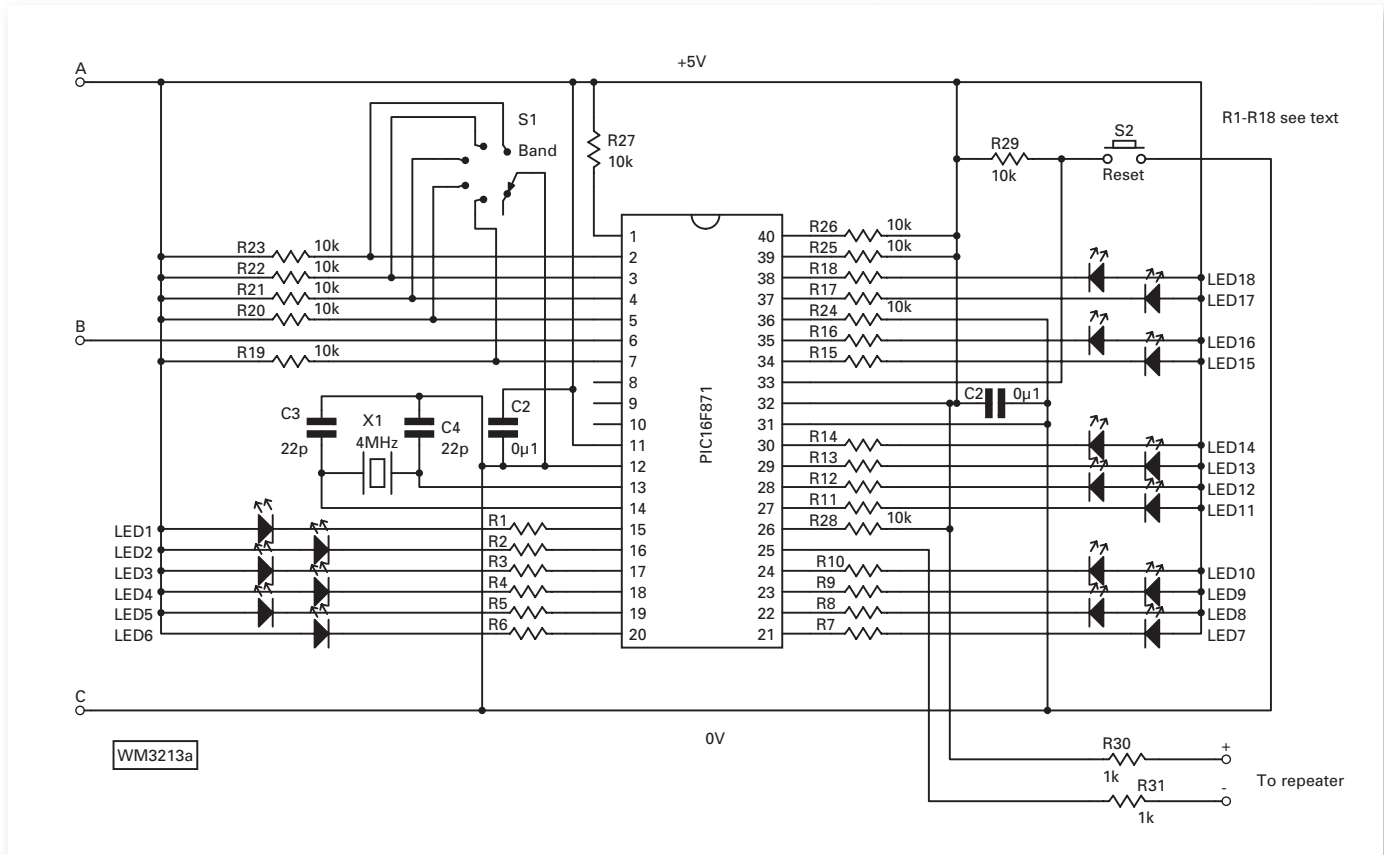 A
+5V
S1
Band
R27
10k
R1-R18 see text
S2
Reset
R29
10k
R23 10k
R22 10k
R21 10k
R20 10k
B
R19 10k
C3
22p
X1
4MHz
C4
22p
C2
0µ1
PIC16F871
1
2
3
4
5
6
7
8
9
10
11
12
13
14
15
16
17
18
19
20
40
39
38
37
36
35
34
33
32
31
30
29
28
27
26
25
24
23
22
21
R26 10k
R25 10k
R18
R17
R24 10k
R16
R15
C2 0µ1
R14
R13
R12
R11
R28 10k
R10
R9
R8
R7
LED18
LED17
LED16
LED15
LED14
LED13
LED12
LED11
LED10
LED9
LED8
LED7
LED1
LED2
LED3
LED4
LED5
LED6
R1
R2
R3
R4
R5
R6
C
0V
WM3213a
R30
1k
+
R31
1k
-
To repeater